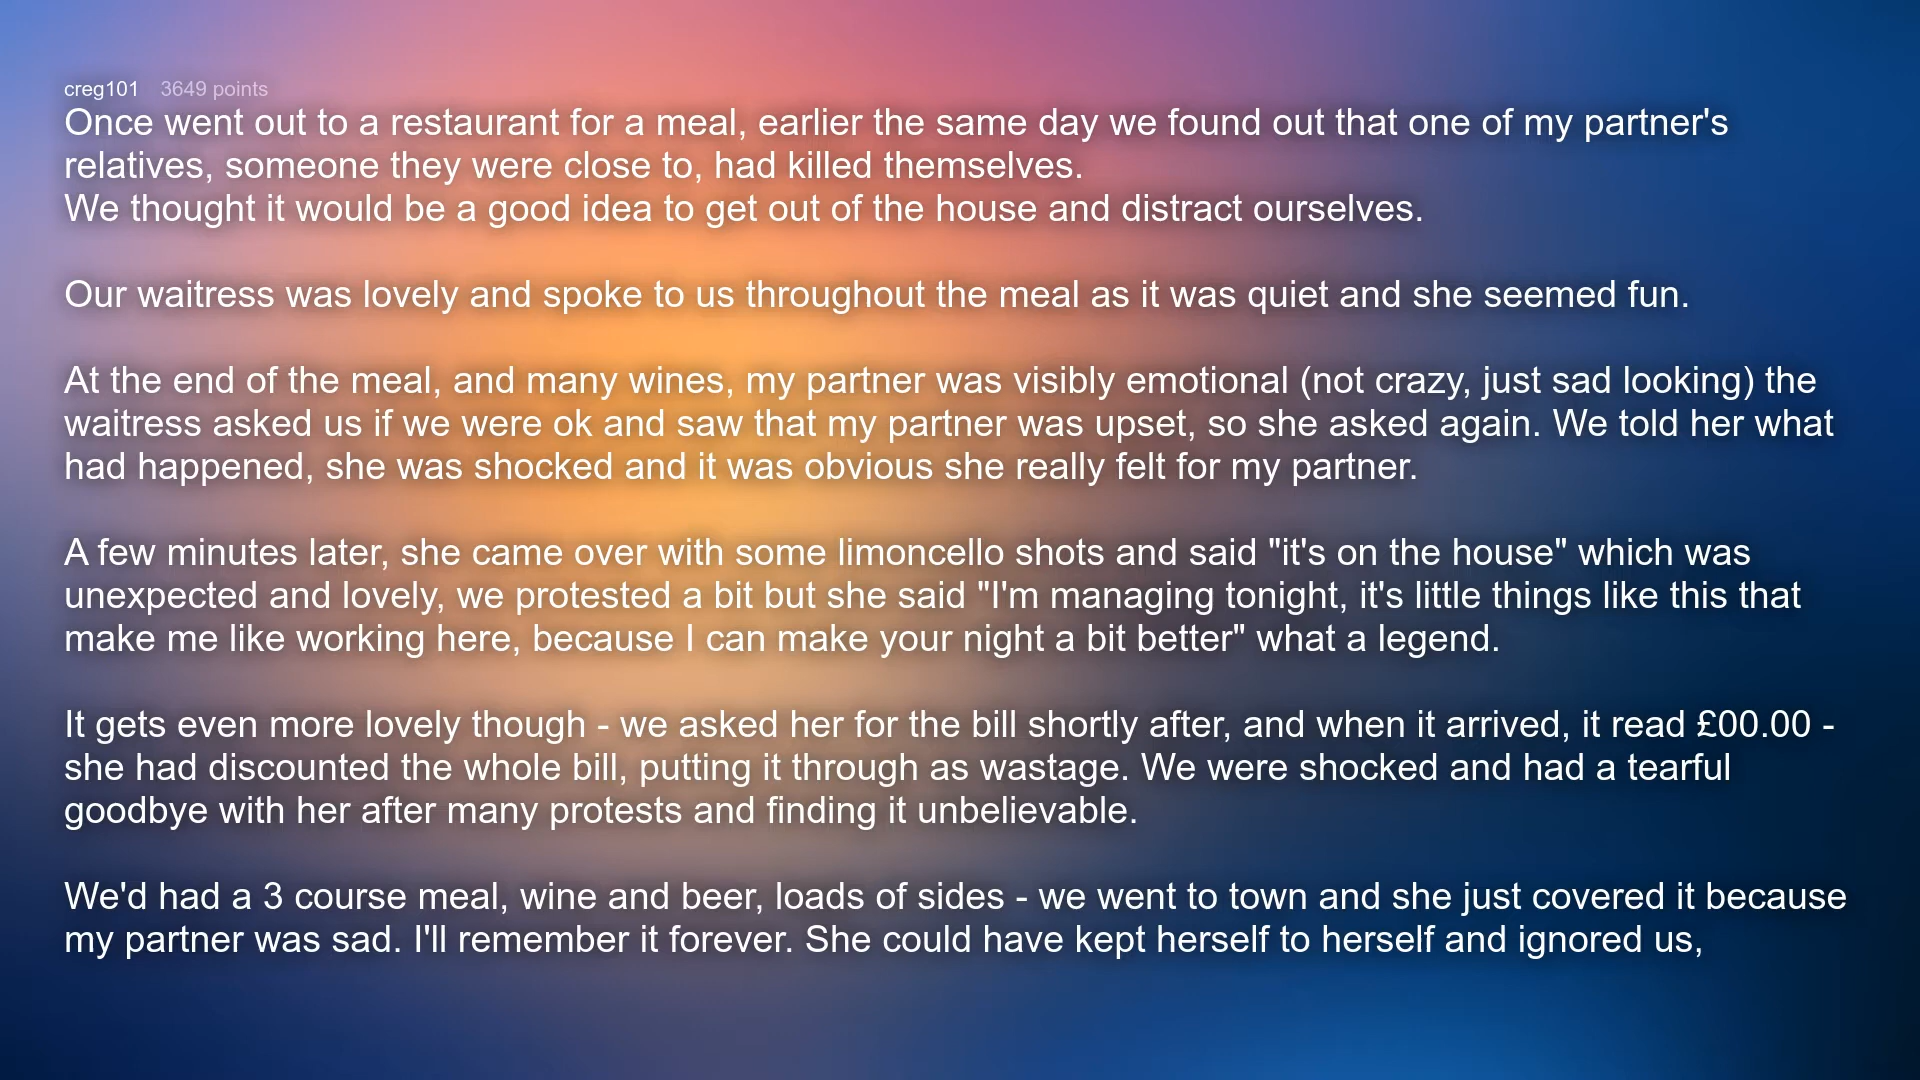 creg101 3649 points
Once went out to a restaurant for a meal, earlier the same day we found out that one of my partner's
relatives, someone they were close to, had killed themselves.
We thought it would be a good idea to get out of the house and distract ourselves.
Our waitress was lovely and spoke to us throughout the meal as it was quiet and she seemed fun.
At the end of the meal, and many wines, my partner was visibly emotional (not crazy, just sad looking) the
waitress asked us if we were ok and saw that my partner was upset, so she asked again. We told her what
had happened, she was shocked and it was obvious she really felt for my partner.
A few minutes later, she came over with some limoncello shots and said "it's on the house" which was
unexpected and lovely, we protested a bit but she said "I'm managing tonight, it's little things like this that
make me like working here, because I can make your night a bit better" what a legend.
It gets even more lovely though - we asked her for the bill shortly after, and when it arrived, it read £00.00 -
she had discounted the whole bill, putting it through as wastage. We were shocked and had a tearful
goodbye with her after many protests and finding it unbelievable.
We'd had a 3 course meal, wine and beer, loads of sides - we went to town and she just covered it because
my partner was sad. I'll remember it forever. She could have kept herself to herself and ignored us,